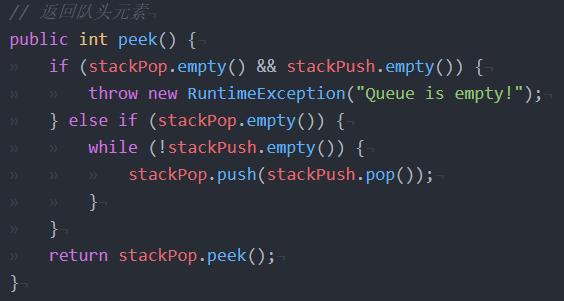 // 返回队头元素
public int peek() {
    if (stackPop.empty() && stackPush.empty()) {
        throw new RuntimeException("Queue is empty!");
    } else if (stackPop.empty()) {
        while (!stackPush.empty()) {
            stackPop.push(stackPush.pop());
        }
    }
    return stackPop.peek();
}